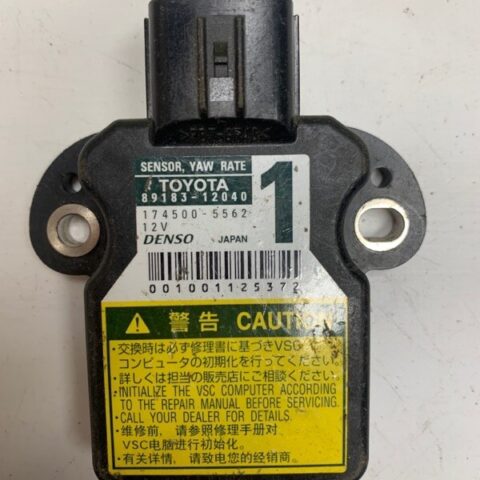 SENSOR, YAW RATE
TOYOTA 1
89183-12040
174500-5562
12V
DENSO JAPAN
001001125372
警告 CAUTION
・交換時は必ず修理書に基づきVSC
コンピュータの初期化を行ってください。
・詳しくは担当の販売店にご相談ください。
・INITIALIZE THE VSC COMPUTER ACCORDING
TO THE REPAIR MANUAL BEFORE SERVICING.
・CALL YOUR DEALER FOR DETAILS.
・维修前，请参照修理手册对
VSC电脑进行初始化。
・有关详情，请致电您的经销商。